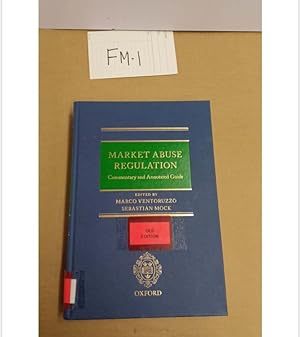 FM-1
MARKET ABUSE
REGULATION
Commentary and Annotated Guide
EDITED BY
MARCO VENTORUZZO
SEBASTIAN MOCK
OLD
EDITION
OXFORD